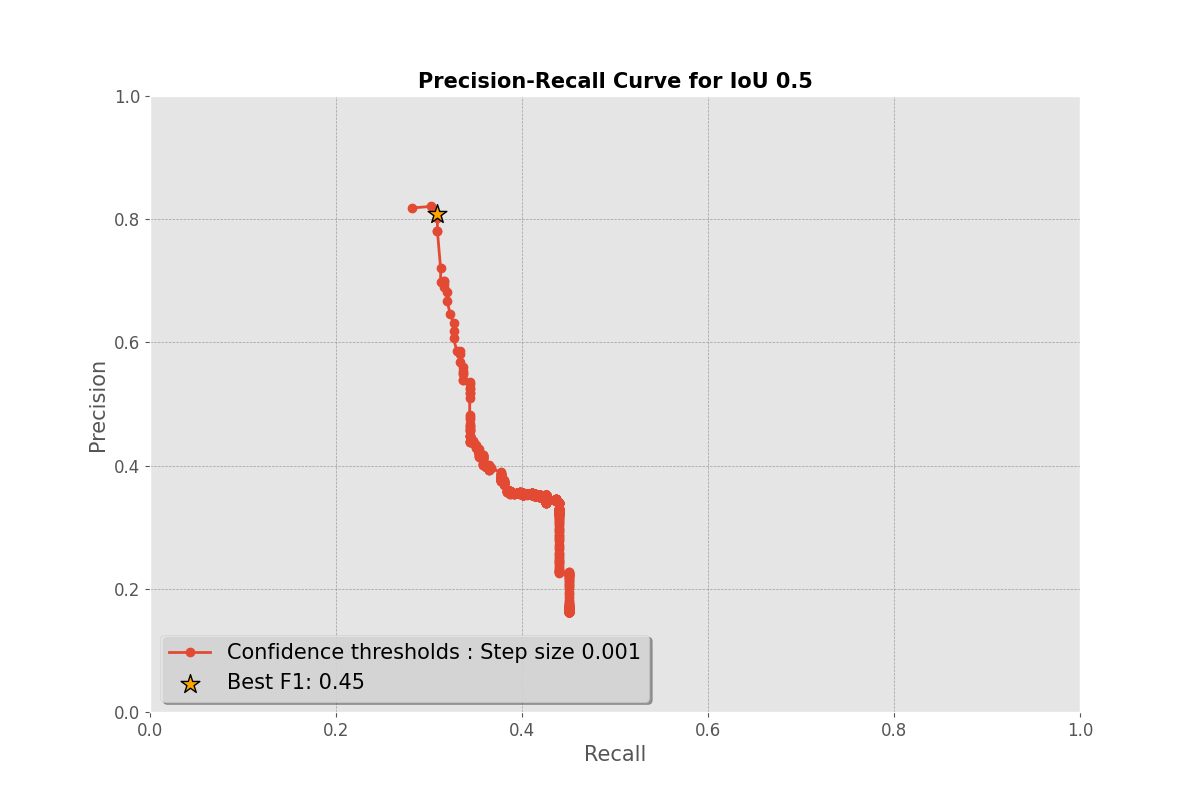 Precision-Recall Curve for IoU 0.5
1.0
0.8
0.6
0.4
0.2
0.0
Precision
Confidence thresholds : Step size 0.001
Best F1: 0.45
0.0 0.2 0.4 0.6 0.8 1.0
Recall